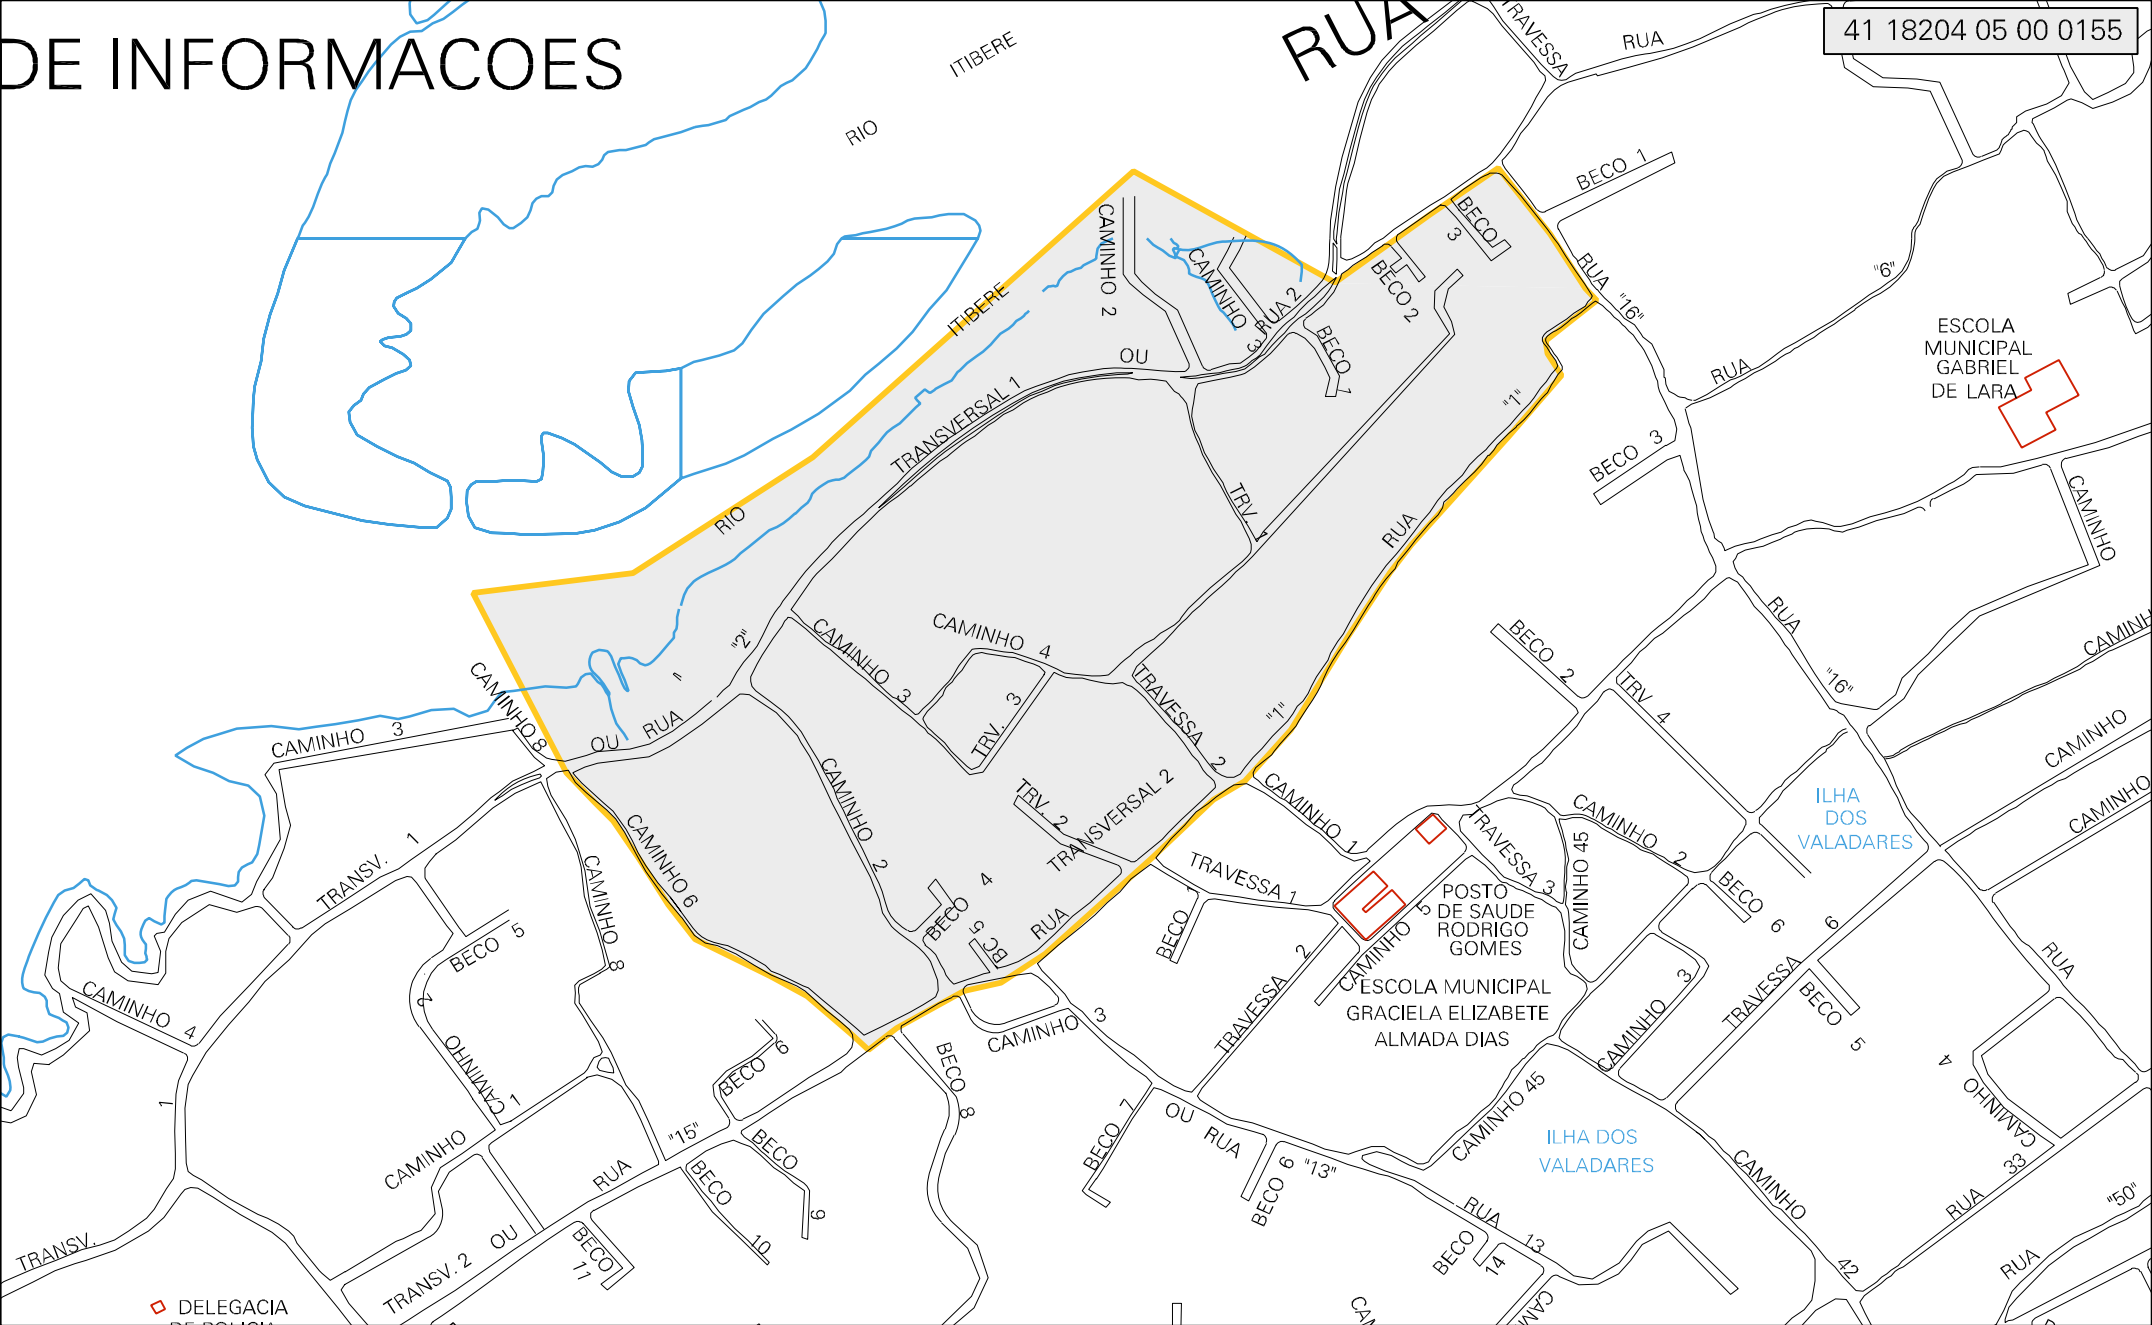 41 18204 05 00 0155
DE INFORMACOES
RUA
ITIBERE
RIO
TRAVESSA
RUA
BECO 1
BECO 3
BECO 2
CAMINHO 2
CAMINHO 3
RUA 2
RUA "16"
"6"
RUA
ESCOLA
MUNICIPAL
GABRIEL
DE LARA
ITIBERE
RIO
TRANSVERSAL 1
OU
BECO 1
"1"
RUA
BECO 3
TRV. 1
CAMINHO
CAMINHO 4
CAMINHO 3
TRV. 3
"2"
1
RUA
OU
CAMINHO 8
CAMINHO 3
TRAVESSA 2
"1"
BECO 2
TRV 4
RUA "16"
CAMINH
CAMINHO
CAMINHO
ILHA
DOS
VALADARES
CAMINHO 2
TRV. 2
TRANSVERSAL 2
CAMINHO 1
CAMINHO 2
TRAVESSA 3
CAMINHO 45
CAMINHO 6
TRANSV. 1
CAMINHO 8
BECO 5
BECO 4
BC 5
RUA
TRAVESSA 1
BECO 1
POSTO
DE SAUDE
RODRIGO
GOMES
CAMINHO 5
BECO 6
TRAVESSA 6
RUA
TRAVESSA 2
ESCOLA MUNICIPAL
GRACIELA ELIZABETE
ALMADA DIAS
CAMINHO 3
BECO 5
CAMINHO 4
CAMINHO 4
CAMINHO 2
1
CAMINHO 1
BECO 6
BECO 8
CAMINHO 3
BECO 7
OU RUA "13"
CAMINHO 45
ILHA DOS
VALADARES
RUA "15"
BECO 9
BECO 10
BECO 11
BECO 6
RUA 13
BECO 14
CAMINHO 42
RUA 33
"50"
RUA
TRANSV.
TRANSV. 2 OU
DELEGACIA
DE POLICIA